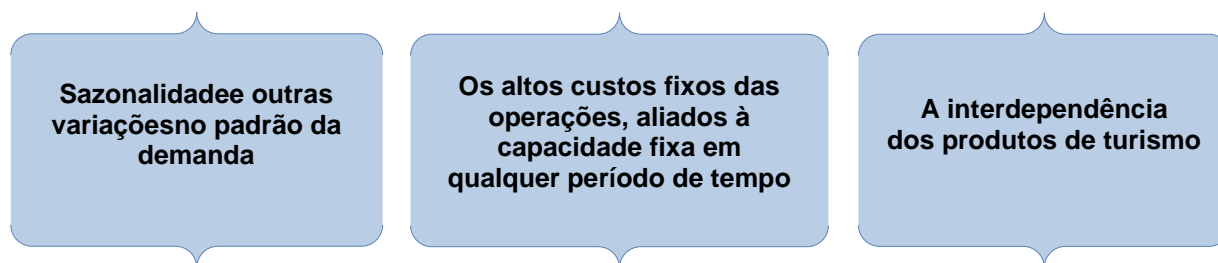 Sazonalidadee outras
variaçõesno padrão da
demanda
Os altos custos fixos das
operações, aliados à
capacidade fixa em
qualquer período de tempo
A interdependência
dos produtos de turismo